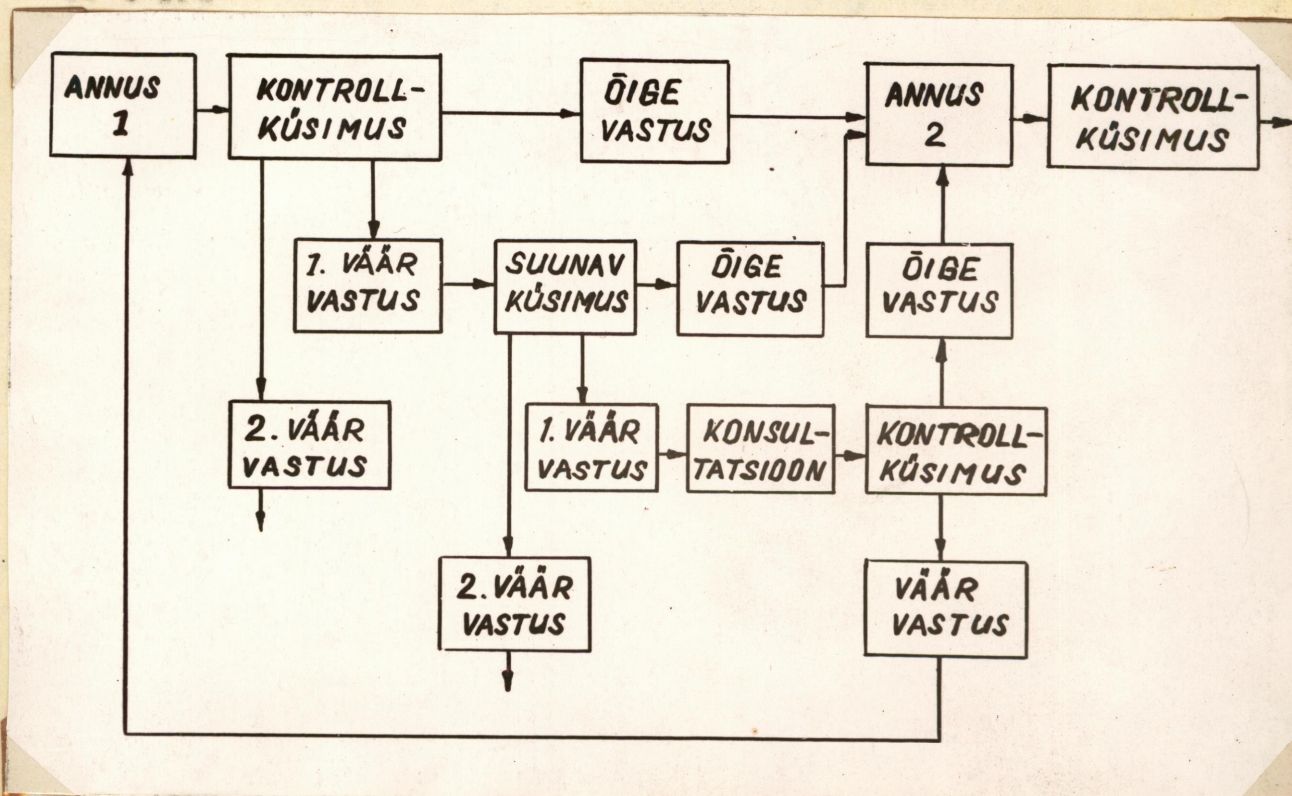 ANNUS
1
KONTROLL-
KÜSIMUS
ÕIGE
VASTUS
ANNUS
2
KONTROLL-
KÜSIMUS
1. VÄÄR
VASTUS
SUUNAV
KÜSIMUS
ÕIGE
VASTUS
ÕIGE
VASTUS
2. VÄÄR
VASTUS
1. VÄÄR
VASTUS
KONSUL-
TATSIOON
KONTROLL-
KÜSIMUS
2. VÄÄR
VASTUS
VÄÄR
VASTUS